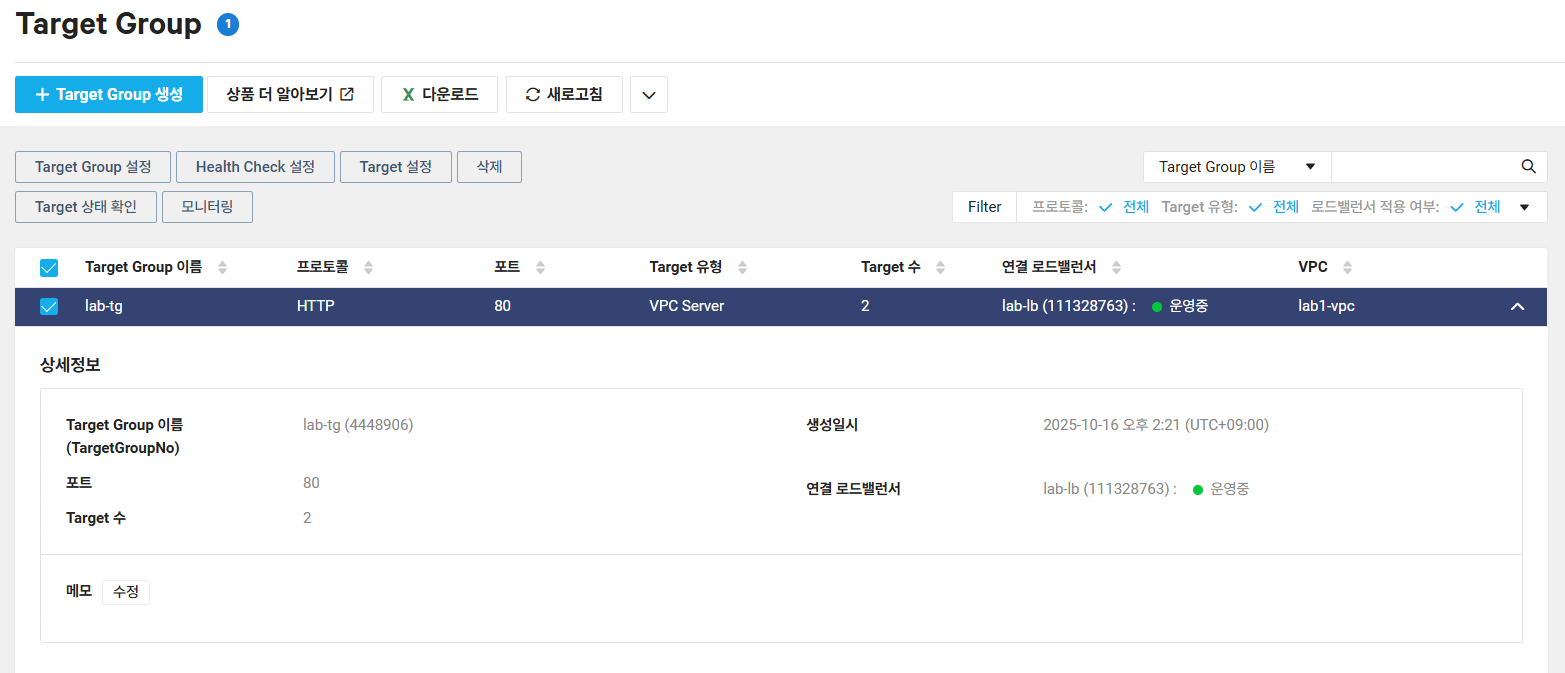 Target Group 1
Target Group 생성 상품 더 알아보기 다운로드 새로고침
Target Group 설정 Health Check 설정 Target 설정 삭제 Target Group 이름
Target 상태 확인 모니터링 Filter 프로토콜: 전체 Target 유형: 전체 로드밸런서 적용 여부: 전체
Target Group 이름 프로토콜 포트 Target 유형 Target 수 연결 로드밸런서 VPC
lab-tg HTTP 80 VPC Server 2 lab-lb (111328763) : 운영중 lab1-vpc
상세정보
Target Group 이름 lab-tg (4448906) 생성일시 2025-10-16 오후 2:21 (UTC+09:00)
(TargetGroupNo)
포트 80 연결 로드밸런서 lab-lb (111328763) : 운영중
Target 수 2
메모 수정